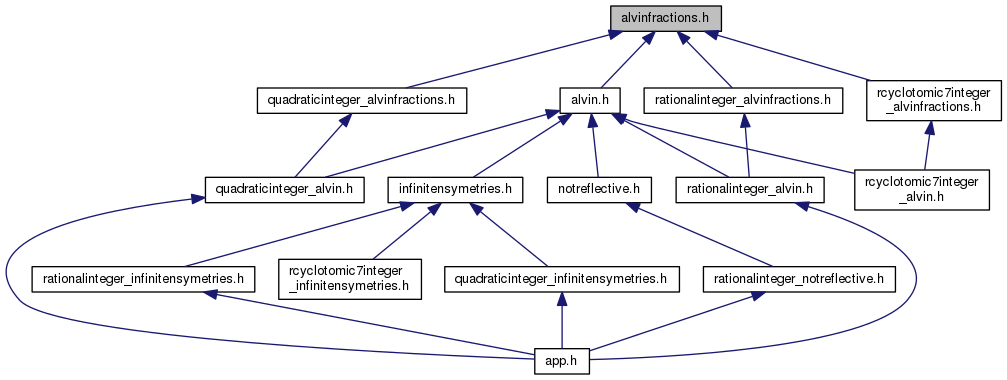 alvinfractions.h
quadraticinteger_alvinfractions.h
alvin.h
rationalinteger_alvinfractions.h
rcyclotomic7integer
_alvinfractions.h
quadraticinteger_alvin.h
infinitensymetries.h
notreflective.h
rationalinteger_alvin.h
rcyclotomic7integer
_alvin.h
rationalinteger_infinitensymetries.h
rcyclotomic7integer
_infinitensymetries.h
quadraticinteger_infinitensymetries.h
rationalinteger_notreflective.h
app.h